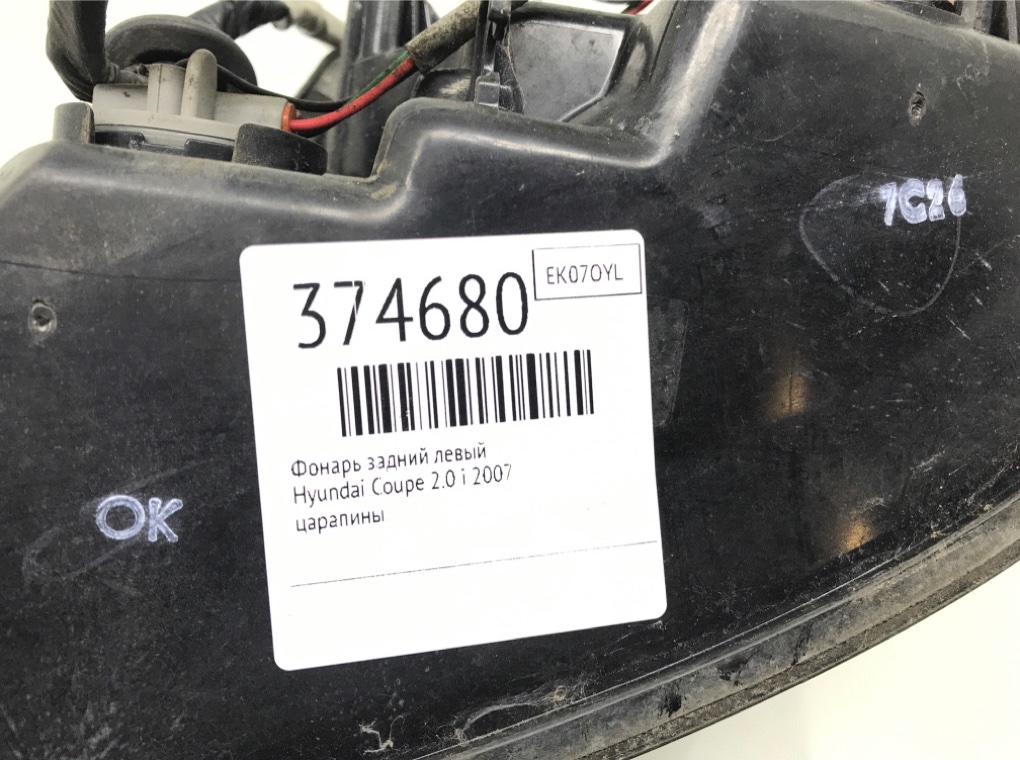 7C26
374680
EK07OYL
Фонарь задний левый
Hyundai Coupe 2.0 i 2007
царапины
OK